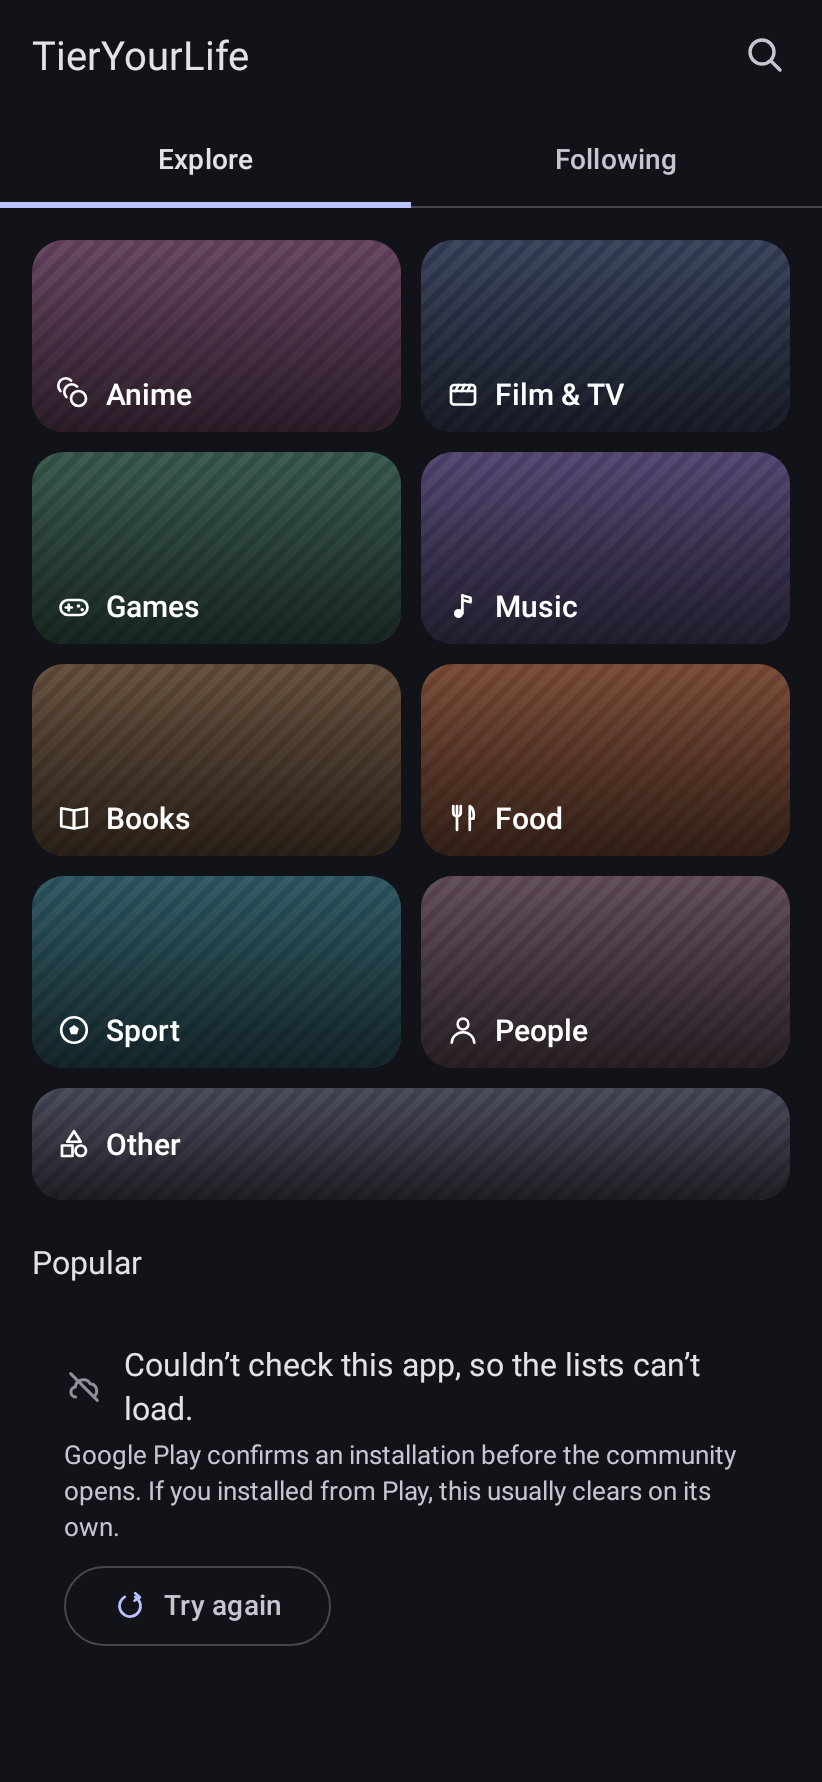 TierYourLife
Explore
Following
Anime
Film & TV
Games
Music
Books
Food
Sport
People
Other
Popular
Couldn’t check this app, so the lists can’t
load.
Google Play confirms an installation before the community
opens. If you installed from Play, this usually clears on its
own.
Try again